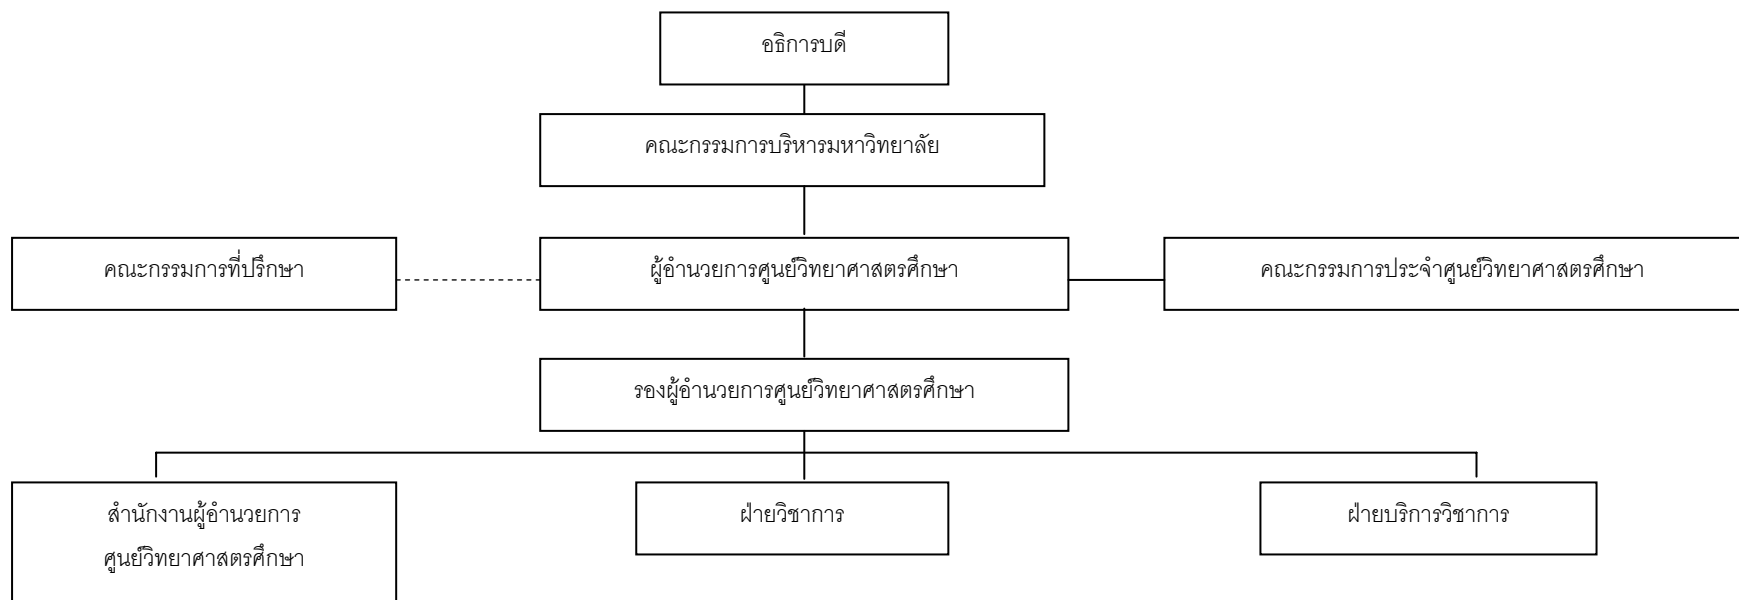 อธิการบดี
คณะกรรมการบริหารมหาวิทยาลัย
คณะกรรมการที่ปรึกษา
ผู้อำนวยการศูนย์วิทยาศาสตรศึกษา
คณะกรรมการประจำศูนย์วิทยาศาสตรศึกษา
รองผู้อำนวยการศูนย์วิทยาศาสตรศึกษา
สำนักงานผู้อำนวยการ
ศูนย์วิทยาศาสตรศึกษา
ฝ่ายวิชาการ
ฝ่ายบริการวิชาการ